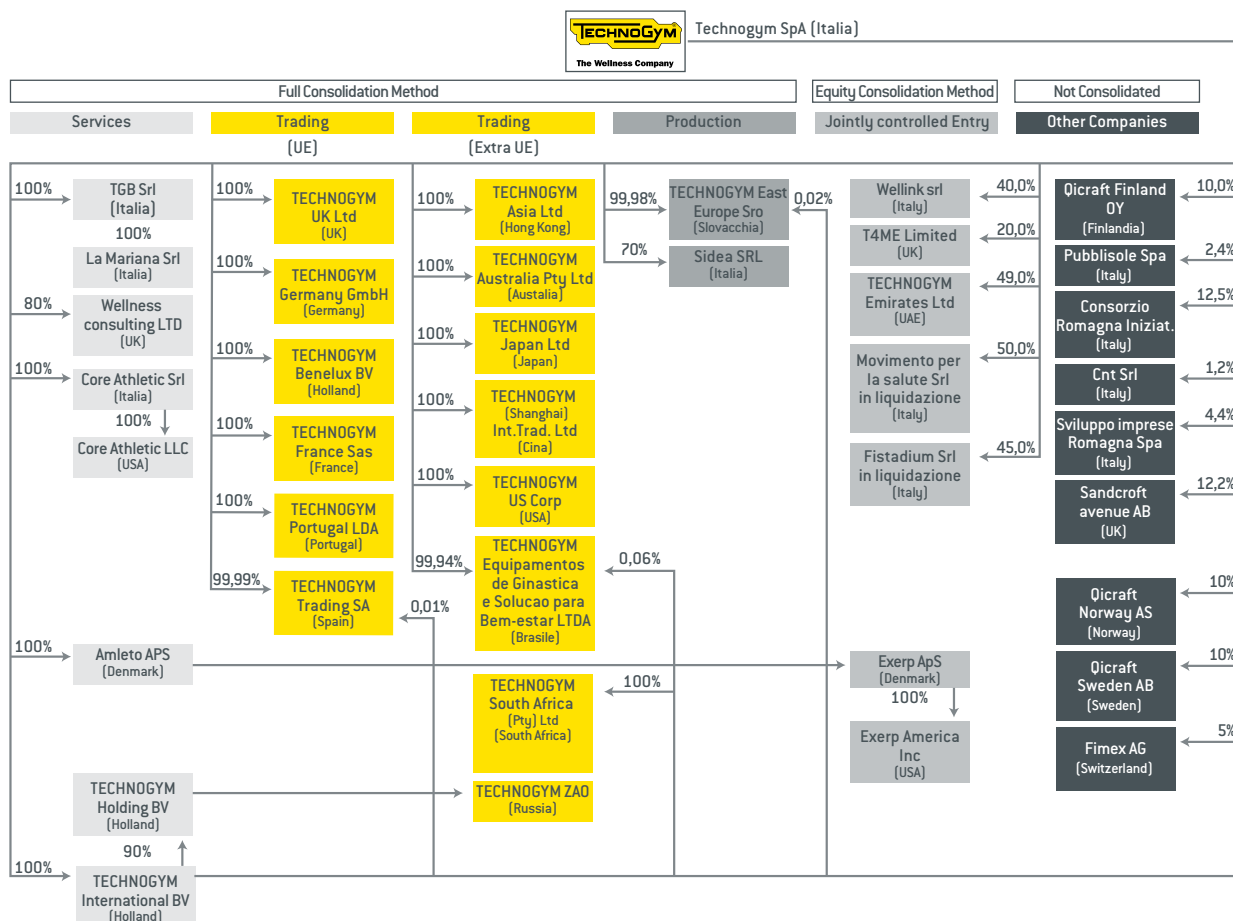 TECHNOGYM
The Wellness Company
Technogym SpA (Italia)
Full Consolidation Method
Equity Consolidation Method
Not Consolidated
Services
Trading
(UE)
Trading
(Extra UE)
Production
Jointly controlled Entry
Other Companies
100%
TGB Srl
(Italia)
100%
La Mariana Srl
(Italia)
80%
Wellness
consulting LTD
(UK)
100%
Core Athletic Srl
(Italia)
100%
Core Athletic LLC
(USA)
100%
Amleto APS
(Denmark)
TECHNOGYM
Holding BV
(Holland)
90%
100%
TECHNOGYM
International BV
(Holland)
100%
TECHNOGYM
UK Ltd
(UK)
100%
TECHNOGYM
Germany GmbH
(Germany)
100%
TECHNOGYM
Benelux BV
(Holland)
100%
TECHNOGYM
France Sas
(France)
100%
TECHNOGYM
Portugal LDA
(Portugal)
99,99%
TECHNOGYM
Trading SA
(Spain)
0,01%
100%
TECHNOGYM
Asia Ltd
(Hong Kong)
100%
TECHNOGYM
Australia Pty Ltd
(Austalia)
100%
TECHNOGYM
Japan Ltd
(Japan)
100%
TECHNOGYM
(Shanghai)
Int.Trad. Ltd
(Cina)
100%
TECHNOGYM
US Corp
(USA)
99,94%
TECHNOGYM
Equipamentos
de Ginastica
e Solucao para
Bem-estar LTDA
(Brasile)
0,06%
TECHNOGYM
South Africa
(Pty) Ltd
(South Africa)
100%
TECHNOGYM ZAO
(Russia)
99,98%
TECHNOGYM East
Europe Sro
(Slovacchia)
0,02%
70%
Sidea SRL
(Italia)
Wellink srl
(Italy)
40,0%
T4ME Limited
(UK)
20,0%
TECHNOGYM
Emirates Ltd
(UAE)
49,0%
Movimento per
la salute Srl
in liquidazione
(Italy)
50,0%
Fistadium Srl
in liquidazione
(Italy)
45,0%
Exerp ApS
(Denmark)
100%
Exerp America
Inc
(USA)
Qicraft Finland
OY
(Finlandia)
10,0%
Pubblisole Spa
(Italy)
2,4%
Consorzio
Romagna Iniziat.
(Italy)
12,5%
Cnt Srl
(Italy)
1,2%
Sviluppo imprese
Romagna Spa
(Italy)
4,4%
Sandcroft
avenue AB
(UK)
12,2%
Qicraft
Norway AS
(Norway)
10%
Qicraft
Sweden AB
(Sweden)
10%
Fimex AG
(Switzerland)
5%